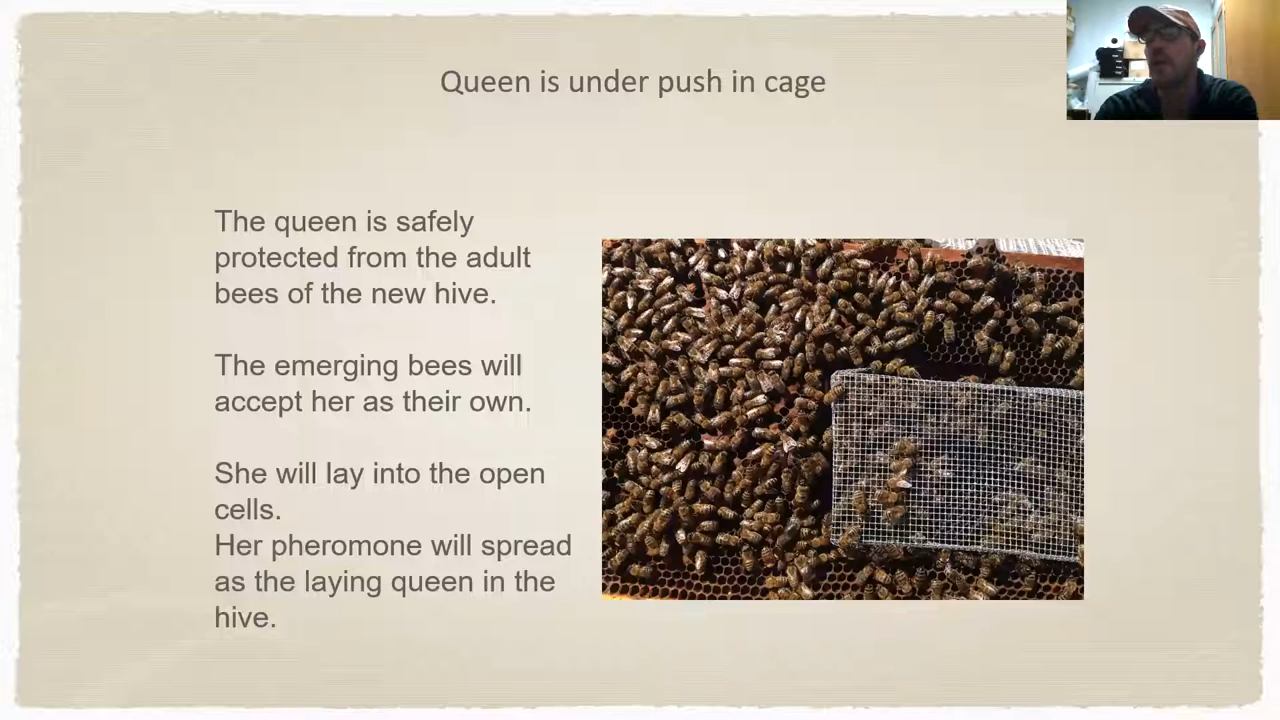 Queen is under push in cage
The queen is safely
protected from the adult
bees of the new hive.
The emerging bees will
accept her as their own.
She will lay into the open
cells.
Her pheromone will spread
as the laying queen in the
hive.